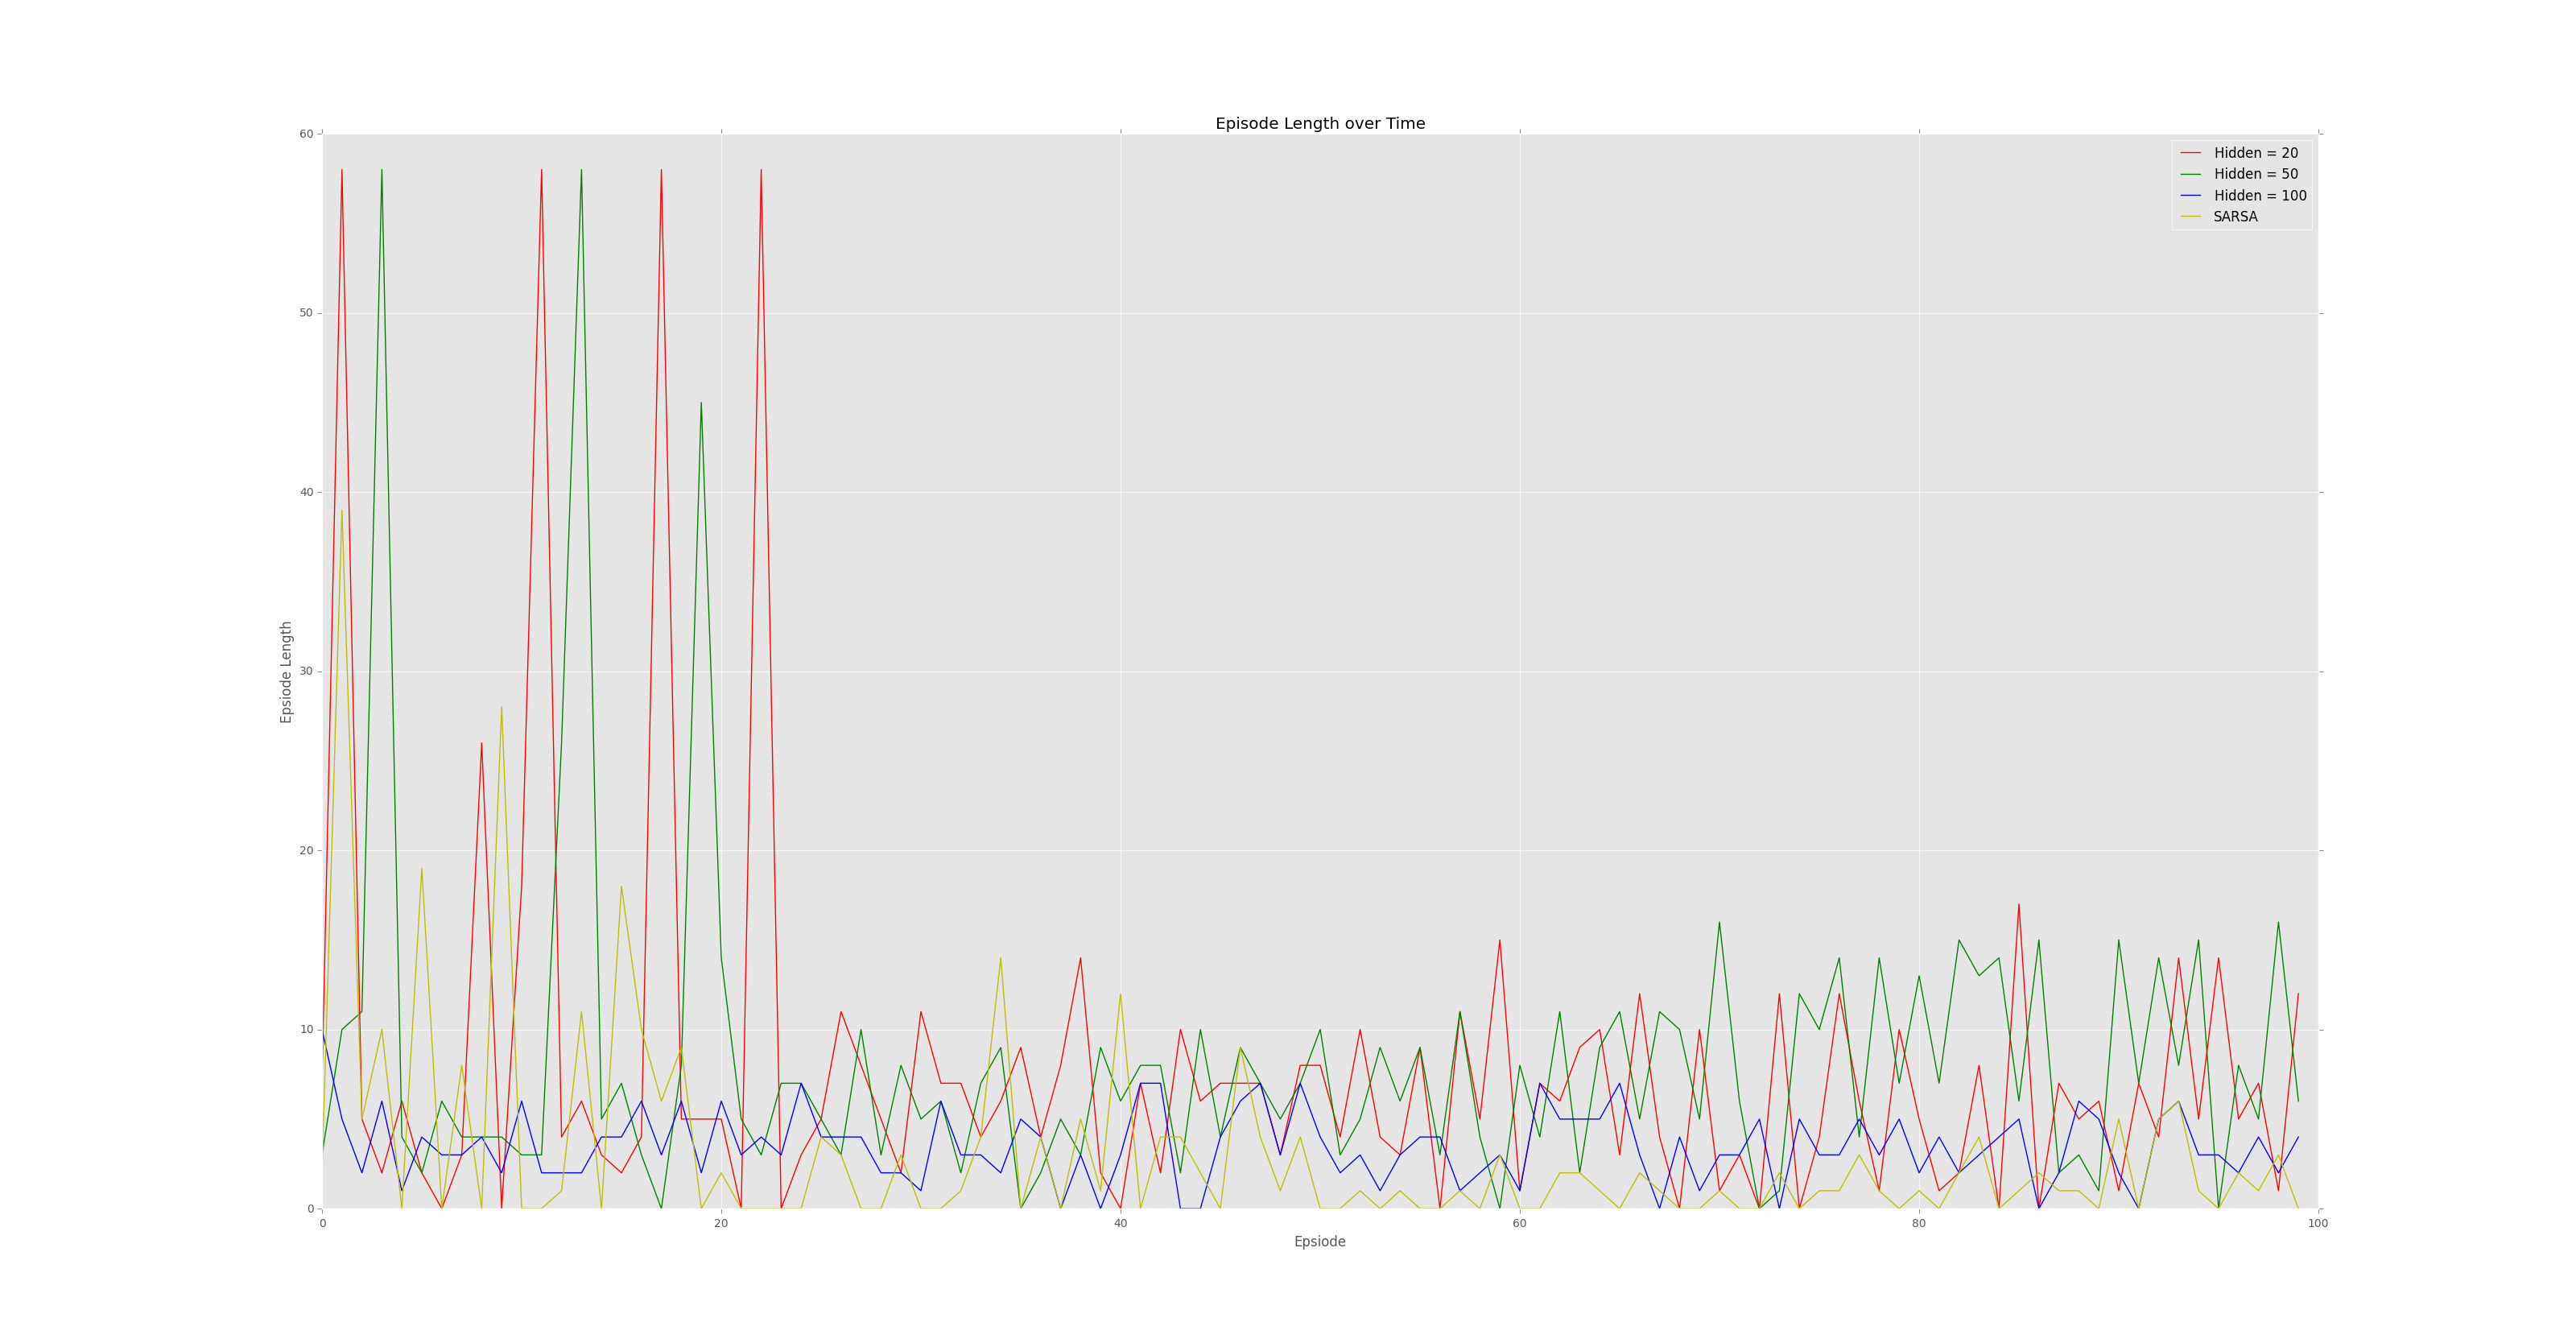 Episode Length over Time
Hidden = 20
Hidden = 50
Hidden = 100
SARSA
60
50
40
30
20
10
0
Epsiode Length
0 20 40 60 80 100
Epsiode